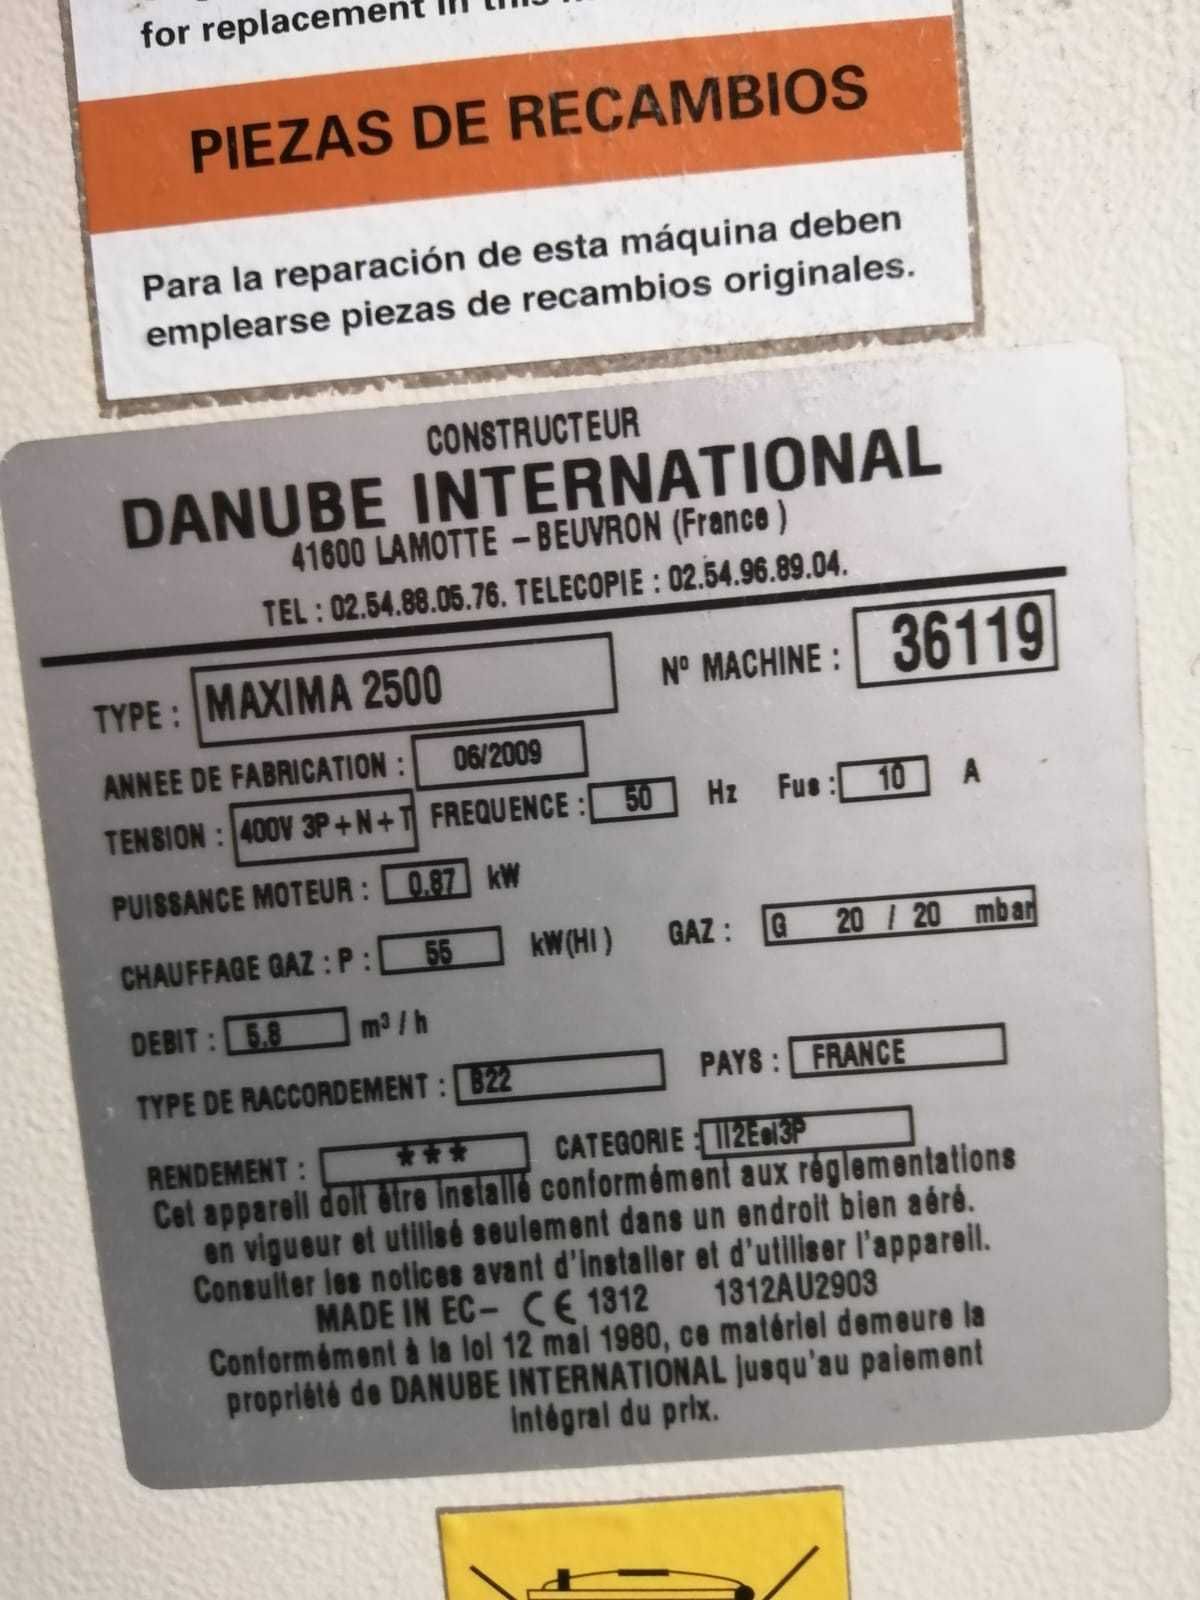 for replacement in this
PIEZAS DE RECAMBIOS
Para la reparación de esta máquina deben
emplearse piezas de recambios originales.
CONSTRUCTEUR
DANUBE INTERNATIONAL
41600 LAMOTTE - BEUVRON (France )
TEL : 02.54.88.05.76. TELECOPIE : 02.54.96.89.04.
TYPE : MAXIMA 2500 Nº MACHINE : 36119
ANNEE DE FABRICATION : 06/2009
TENSION : 400V 3P+N+T FREQUENCE : 50 Hz Fus : 10 A
PUISSANCE MOTEUR : 0.87 kW
CHAUFFAGE GAZ : P : 55 kW(HI ) GAZ : G 20 / 20 mbar
DEBIT : 5.8 m³ / h
TYPE DE RACCORDEMENT : B22 PAYS : FRANCE
RENDEMENT : *** CATEGORIE : II2Esi3P
Cet appareil doit être installé conformément aux réglementations
en vigueur et utilisé seulement dans un endroit bien aéré.
Consulter les notices avant d'installer et d'utiliser l'appareil.
MADE IN EC- CE 1312 1312AU2903
Conformément à la loi 12 mai 1980, ce matériel demeure la
propriété de DANUBE INTERNATIONAL jusqu'au paiement
intégral du prix.